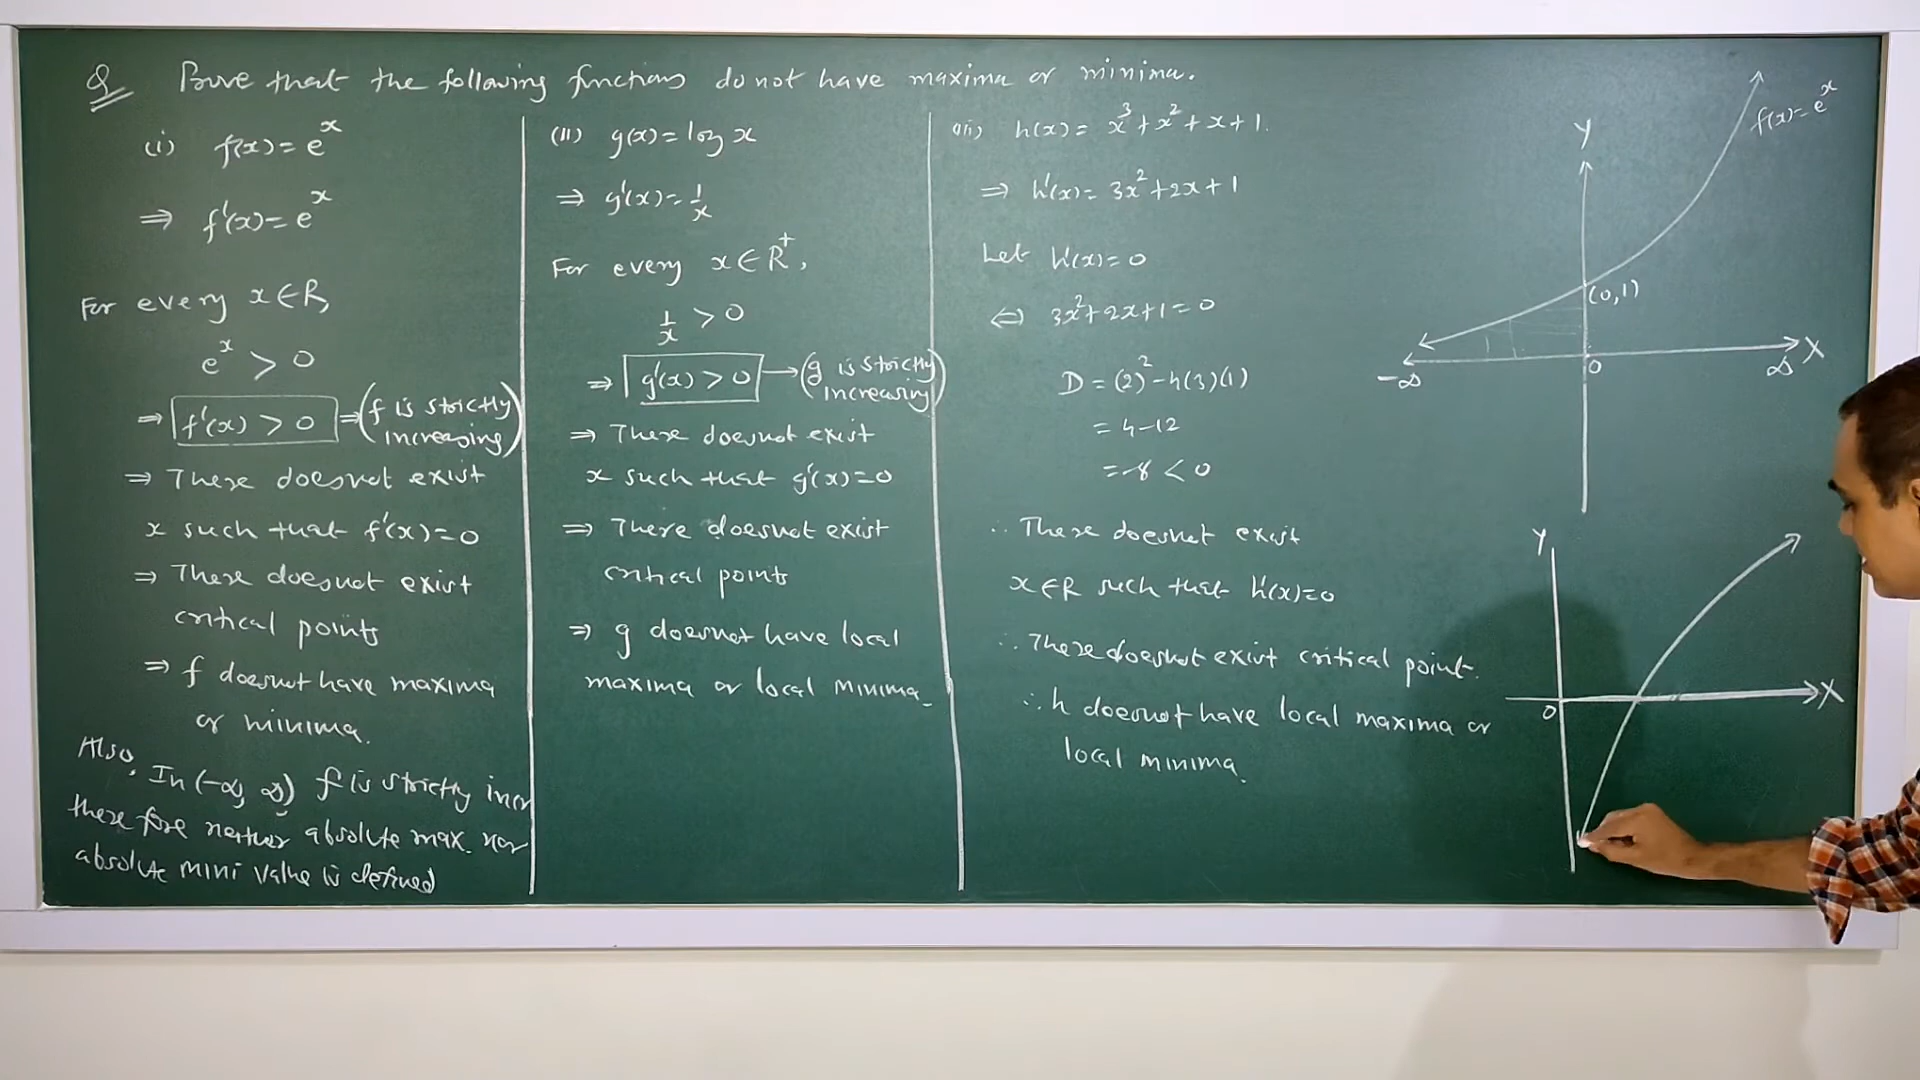 Q Prove that the following functions do not have maxima or minima.
(i) f(x) = e^x
⇒ f'(x) = e^x
For every x ∈ R,
e^x > 0
⇒ f'(x) > 0 ⇒ (f is strictly increasing)
⇒ There doesnot exist
x such that f'(x)=0
⇒ There doesnot exist
critical points
⇒ f doesnot have maxima
or minima.
Also, In (-∞, ∞) f is strictly incr
there fore neither absolute max. nor
absolute mini value is defined
(ii) g(x) = log x
⇒ g'(x) = 1/x
For every x ∈ R⁺,
1/x > 0
⇒ g'(x) > 0 → (g is strictly increasing)
⇒ There doesnot exist
x such that g'(x)=0
⇒ There doesnot exist
critical points
⇒ g doesnot have local
maxima or local minima.
(iii) h(x) = x³ + x² + x + 1.
⇒ h'(x) = 3x² + 2x + 1
Let h'(x) = 0
⇔ 3x² + 2x + 1 = 0
D = (2)² - 4(3)(1)
= 4 - 12
= -8 < 0
∴ There doesnot exist
x ∈ R such that h'(x)=0
∴ There doesnot exist critical point.
∴ h doesnot have local maxima or
local minima.
Y
f(x) = e^x
(0,1)
-∞ 0 ∞ X
Y
0 X